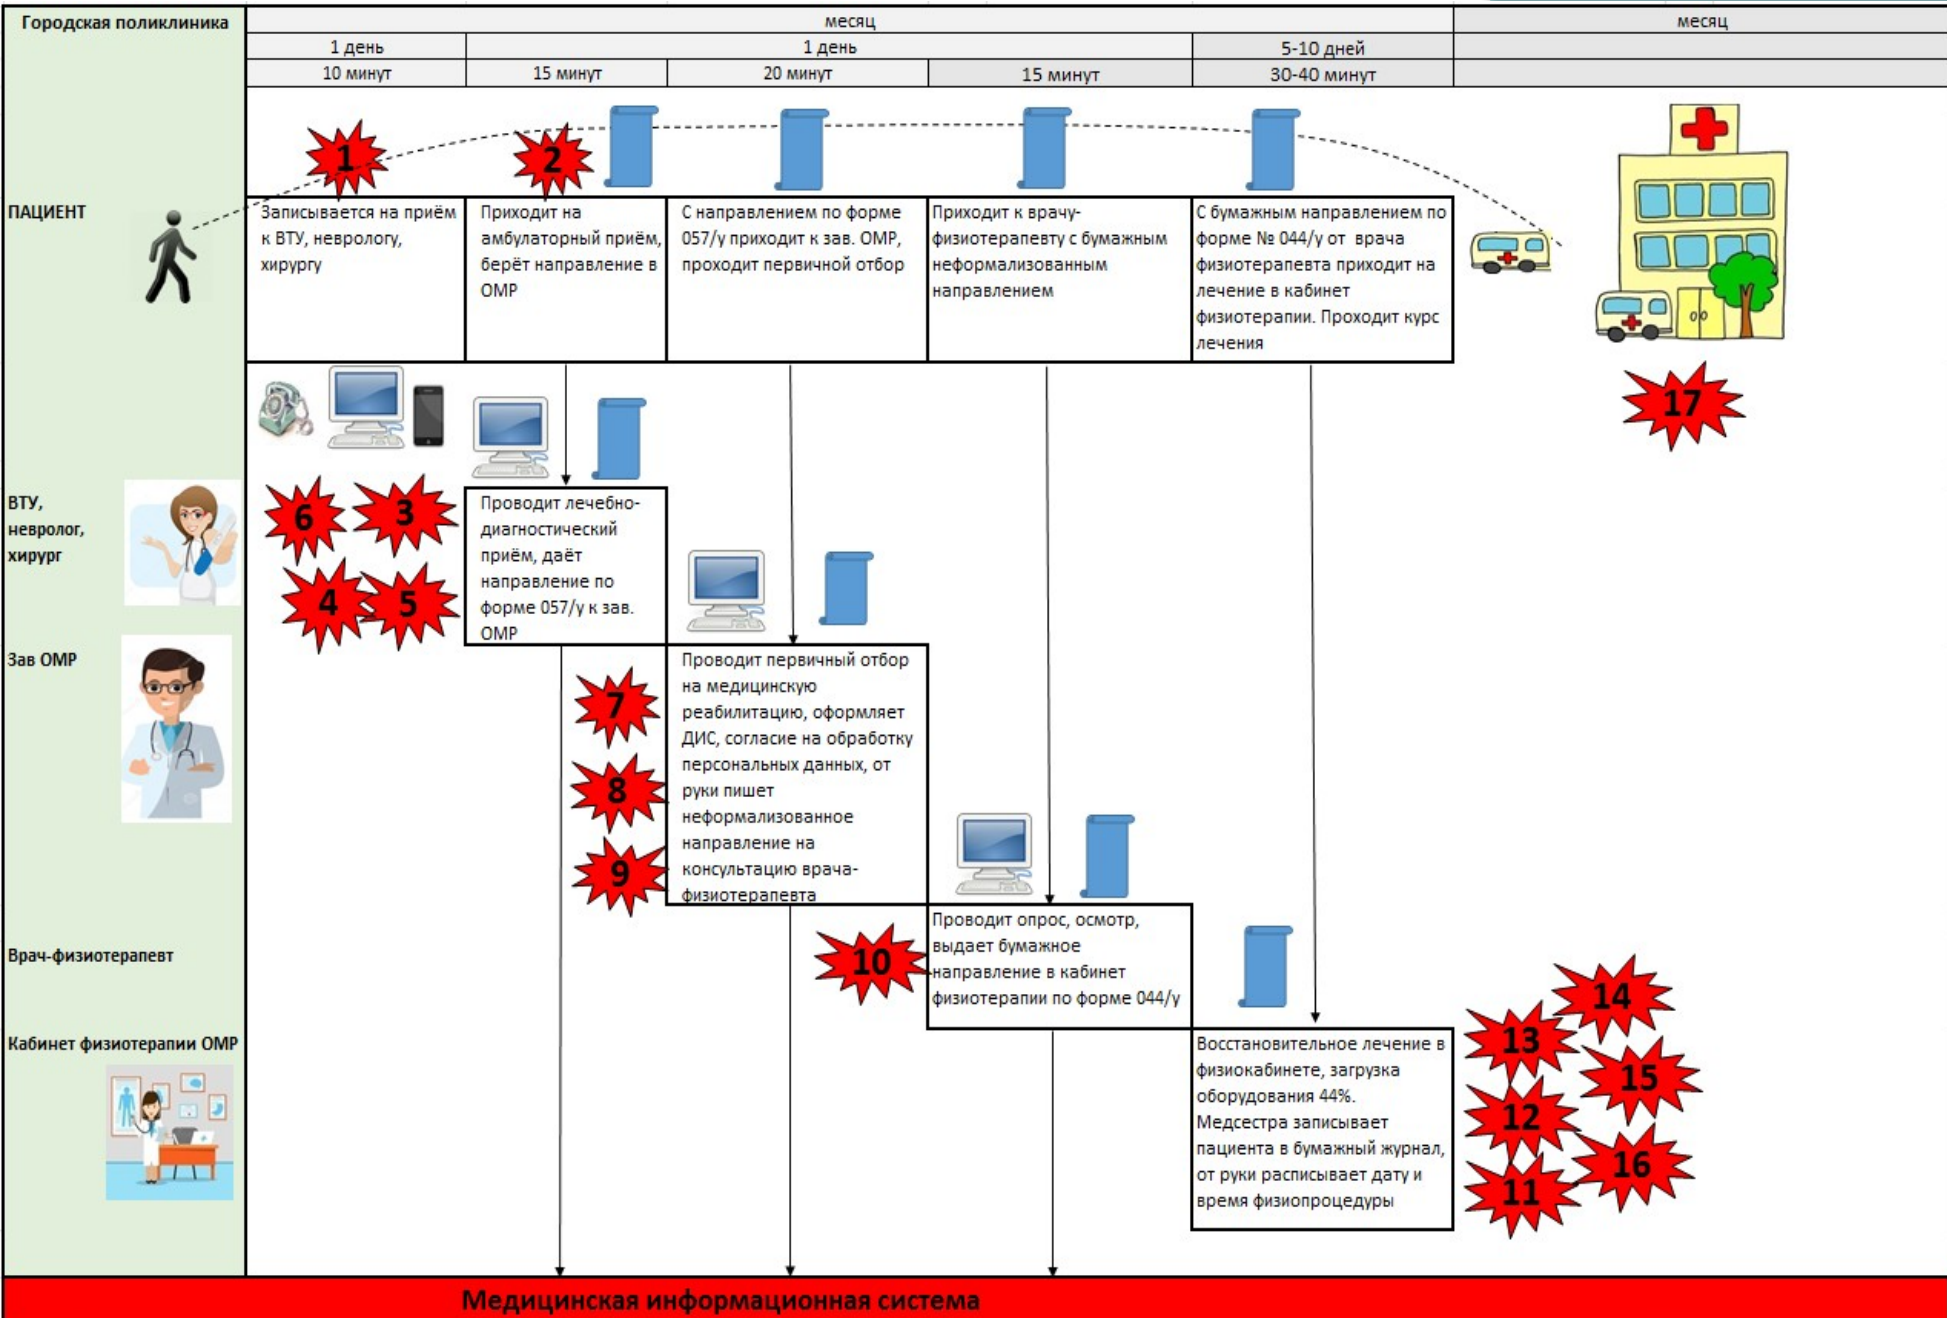 Городская поликлиника
месяц
месяц
1 день
1 день
5-10 дней
10 минут
15 минут
20 минут
15 минут
30-40 минут
1
2
ПАЦИЕНТ
Записывается на приём
к ВТУ, неврологу,
хирургу
Приходит на
амбулаторный приём,
берёт направление в
ОМР
С направлением по форме
057/у приходит к зав. ОМР,
проходит первичной отбор
Приходит к врачу-
физиотерапевту с бумажным
неформализованным
направлением
С бумажным направлением по
форме № 044/у от врача
физиотерапевта приходит на
лечение в кабинет
физиотерапии. Проходит курс
лечения
17
ВТУ,
невролог,
хирург
6
3
4
5
Проводит лечебно-
диагностический
приём, даёт
направление по
форме 057/у к зав.
ОМР
Зав ОМР
7
8
9
Проводит первичный отбор
на медицинскую
реабилитацию, оформляет
ДИС, согласие на обработку
персональных данных, от
руки пишет
неформализованное
направление на
консультацию врача-
физиотерапевта
Врач-физиотерапевт
10
Проводит опрос, осмотр,
выдает бумажное
направление в кабинет
физиотерапии по форме 044/у
Кабинет физиотерапии ОМР
Восстановительное лечение в
физиокабинете, загрузка
оборудования 44%.
Медсестра записывает
пациента в бумажный журнал,
от руки расписывает дату и
время физиопроцедуры
14
13
15
12
16
11
Медицинская информационная система